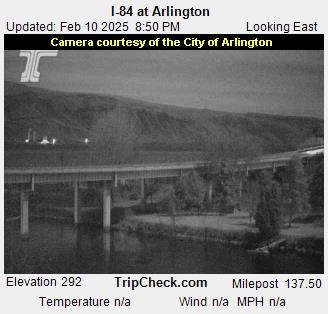 I-84 at Arlington
Updated: Feb 10 2025 8:50 PM Looking East
Camera courtesy of the City of Arlington
Elevation 292 TripCheck.com Milepost 137.50
Temperature n/a Wind n/a MPH n/a